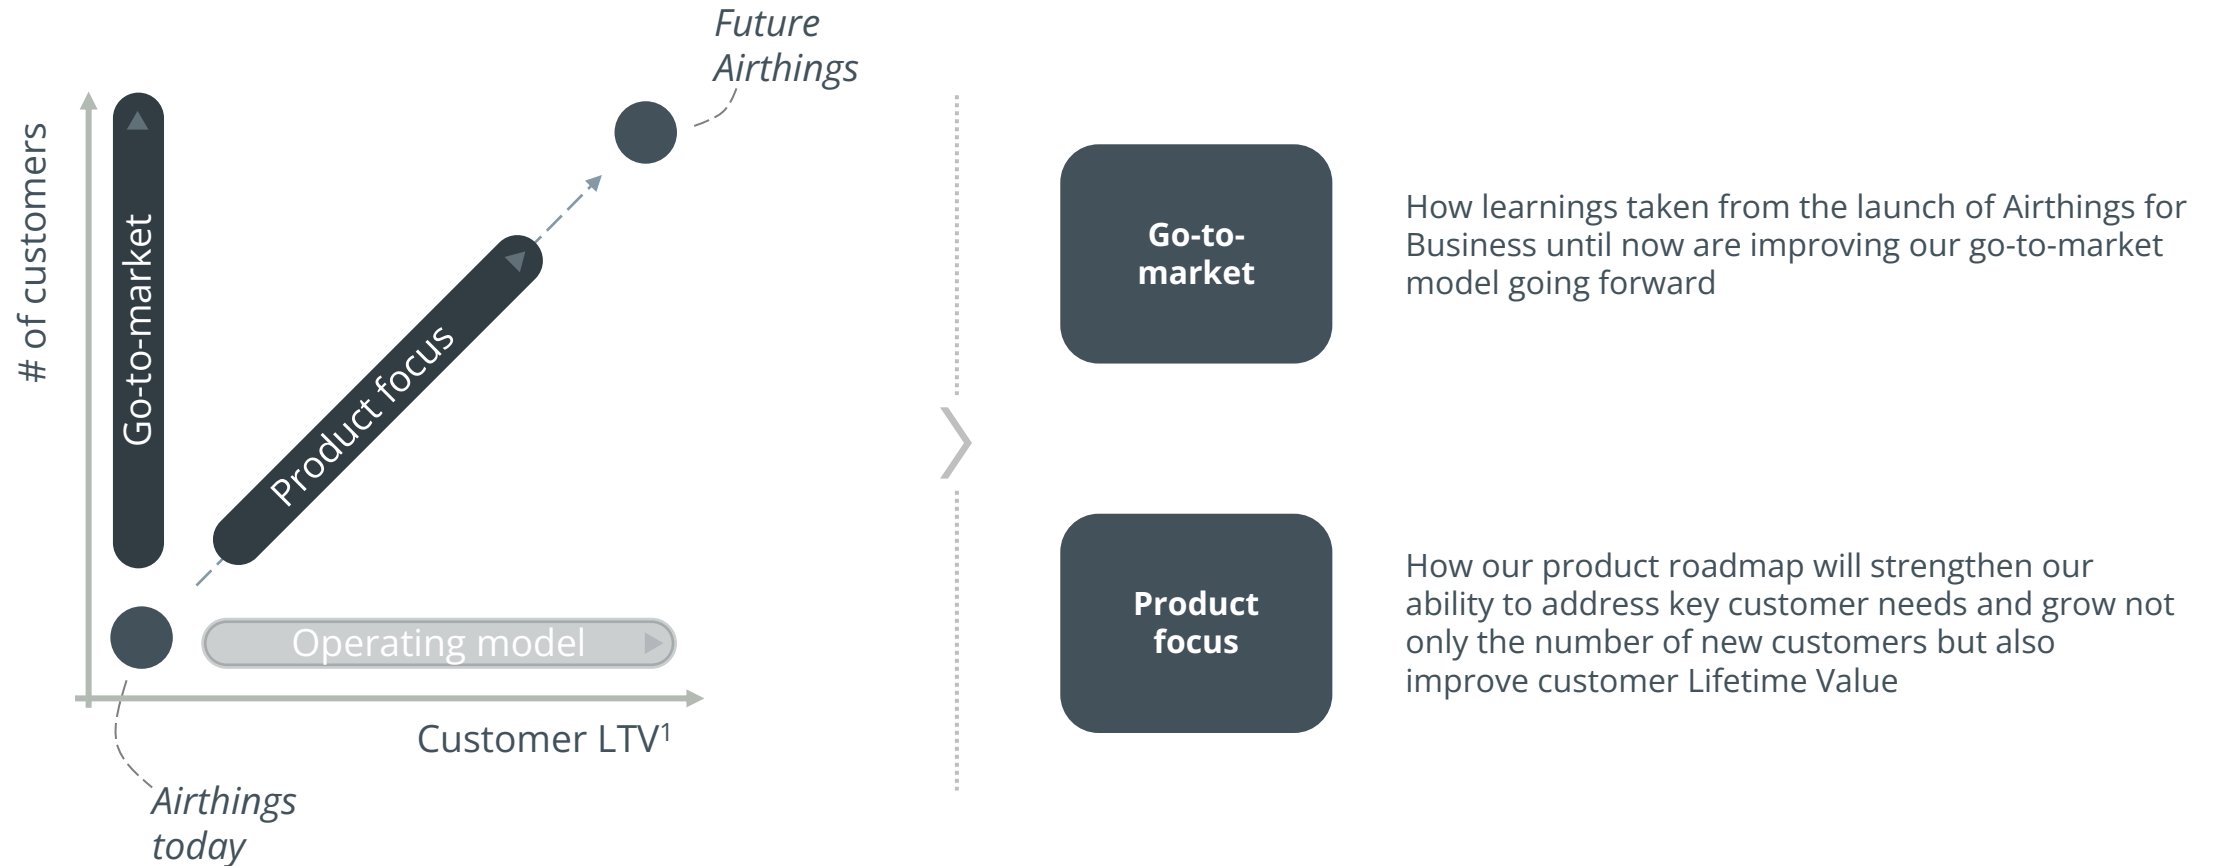 Future
Airthings
# of customers
Go-to-market
Product focus
Operating model
Customer LTV¹
Airthings
today
Go-to-
market
How learnings taken from the launch of Airthings for
Business until now are improving our go-to-market
model going forward
Product
focus
How our product roadmap will strengthen our
ability to address key customer needs and grow not
only the number of new customers but also
improve customer Lifetime Value